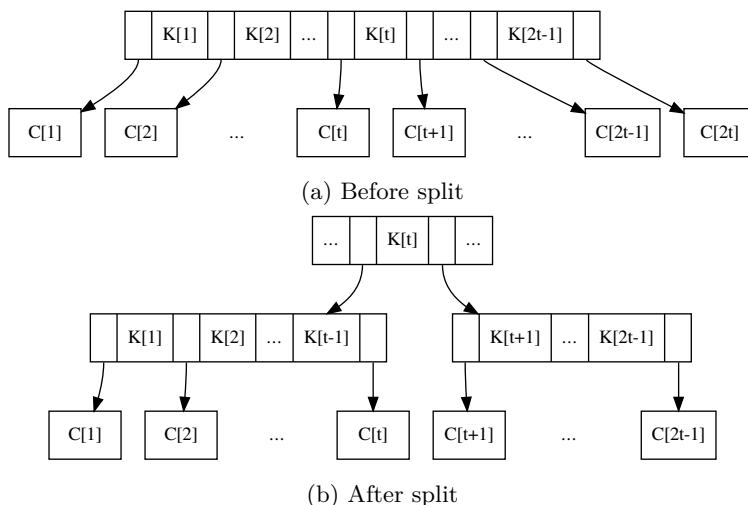 K[1] K[2] ... K[t] ... K[2t-1]
C[1] C[2] ... C[t] C[t+1] ... C[2t-1] C[2t]
(a) Before split
... K[t] ...
K[1] K[2] ... K[t-1] K[t+1] ... K[2t-1]
C[1] C[2] ... C[t] C[t+1] ... C[2t-1]
(b) After split